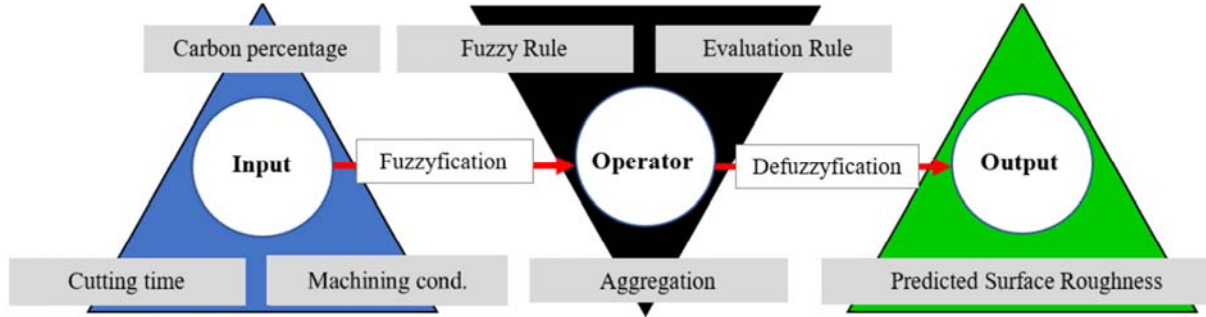 Carbon percentage
Fuzzy Rule
Evaluation Rule
Input
Fuzzyfication
Operator
Defuzzyfication
Output
Cutting time
Machining cond.
Aggregation
Predicted Surface Roughness